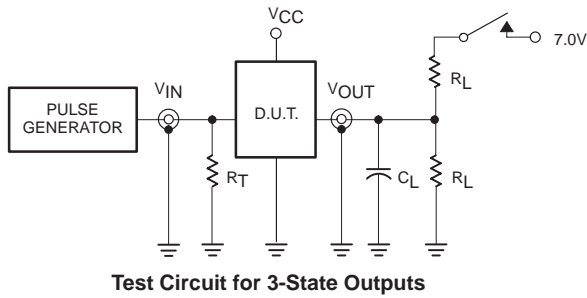 VCC
7.0V
RL
PULSE
GENERATOR
VIN
D.U.T.
VOUT
RT
CL
RL
Test Circuit for 3-State Outputs